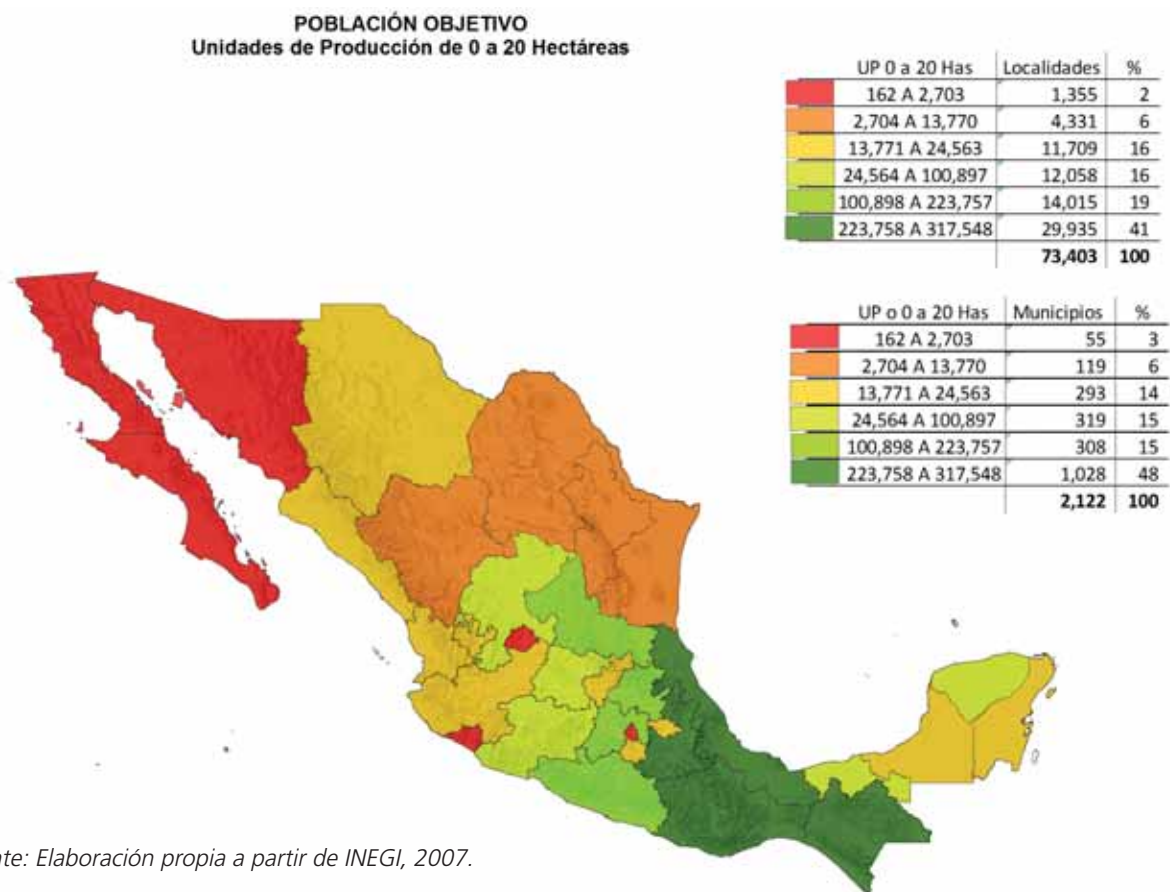 POBLACIÓN OBJETIVO
Unidades de Producción de 0 a 20 Hectáreas
UP 0 a 20 Has Localidades %
162 A 2,703 1,355 2
2,704 A 13,770 4,331 6
13,771 A 24,563 11,709 16
24,564 A 100,897 12,058 16
100,898 A 223,757 14,015 19
223,758 A 317,548 29,935 41
73,403 100
UP o 0 a 20 Has Municipios %
162 A 2,703 55 3
2,704 A 13,770 119 6
13,771 A 24,563 293 14
24,564 A 100,897 319 15
100,898 A 223,757 308 15
223,758 A 317,548 1,028 48
2,122 100
nte: Elaboración propia a partir de INEGI, 2007.